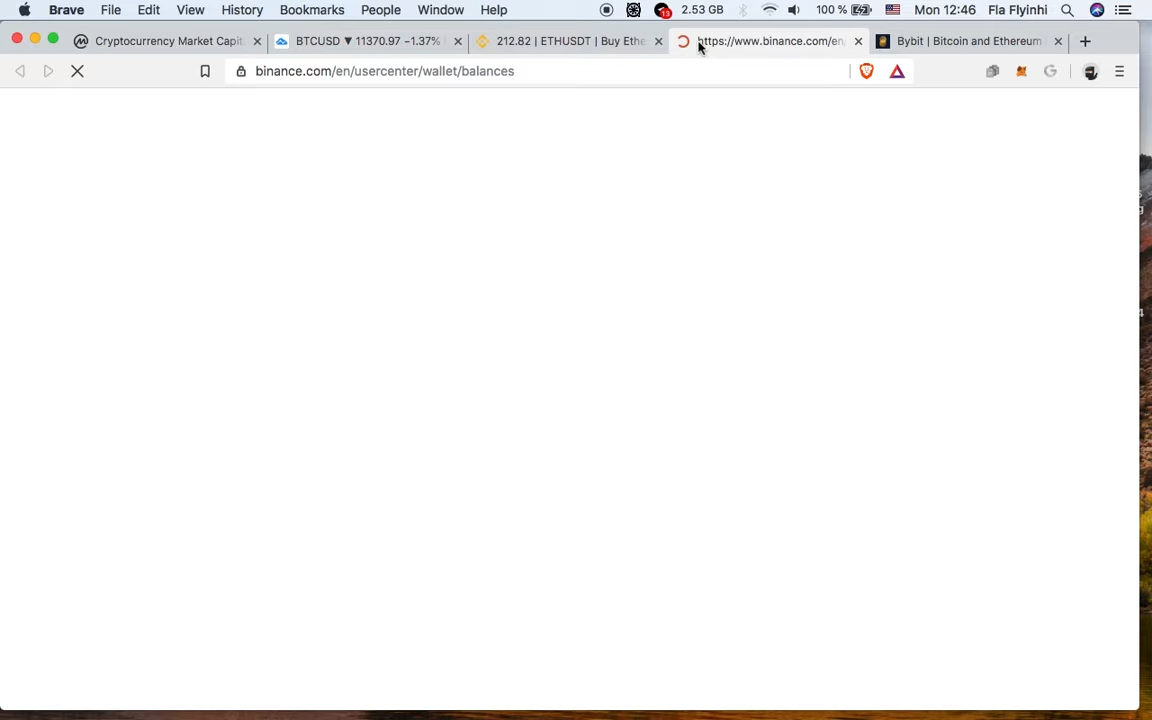 Brave File Edit View History Bookmarks People Window Help 13 2.53 GB 100 % Mon 12:46 Fla Flyinhi
Cryptocurrency Market Capit BTCUSD ▼ 11370.97 −1.37% 212.82 | ETHUSDT | Buy Ethe https://www.binance.com/en/ Bybit | Bitcoin and Ethereum
binance.com/en/usercenter/wallet/balances